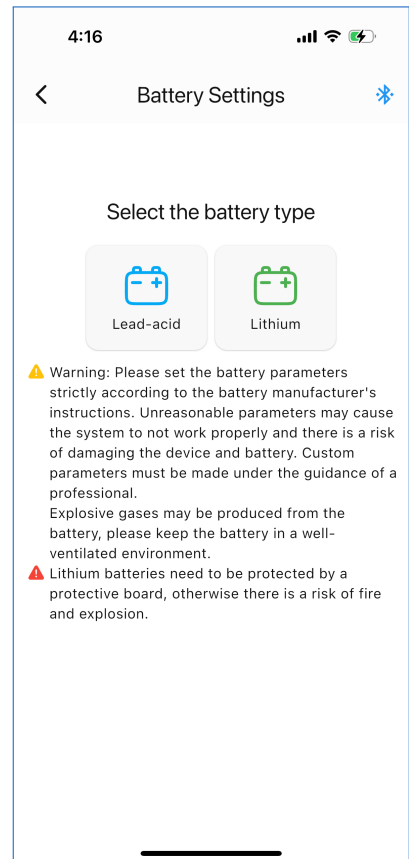 4:16
Battery Settings
Select the battery type
Lead-acid
Lithium
Warning: Please set the battery parameters
strictly according to the battery manufacturer's
instructions. Unreasonable parameters may cause
the system to not work properly and there is a risk
of damaging the device and battery. Custom
parameters must be made under the guidance of a
professional.
Explosive gases may be produced from the
battery, please keep the battery in a well-
ventilated environment.
Lithium batteries need to be protected by a
protective board, otherwise there is a risk of fire
and explosion.